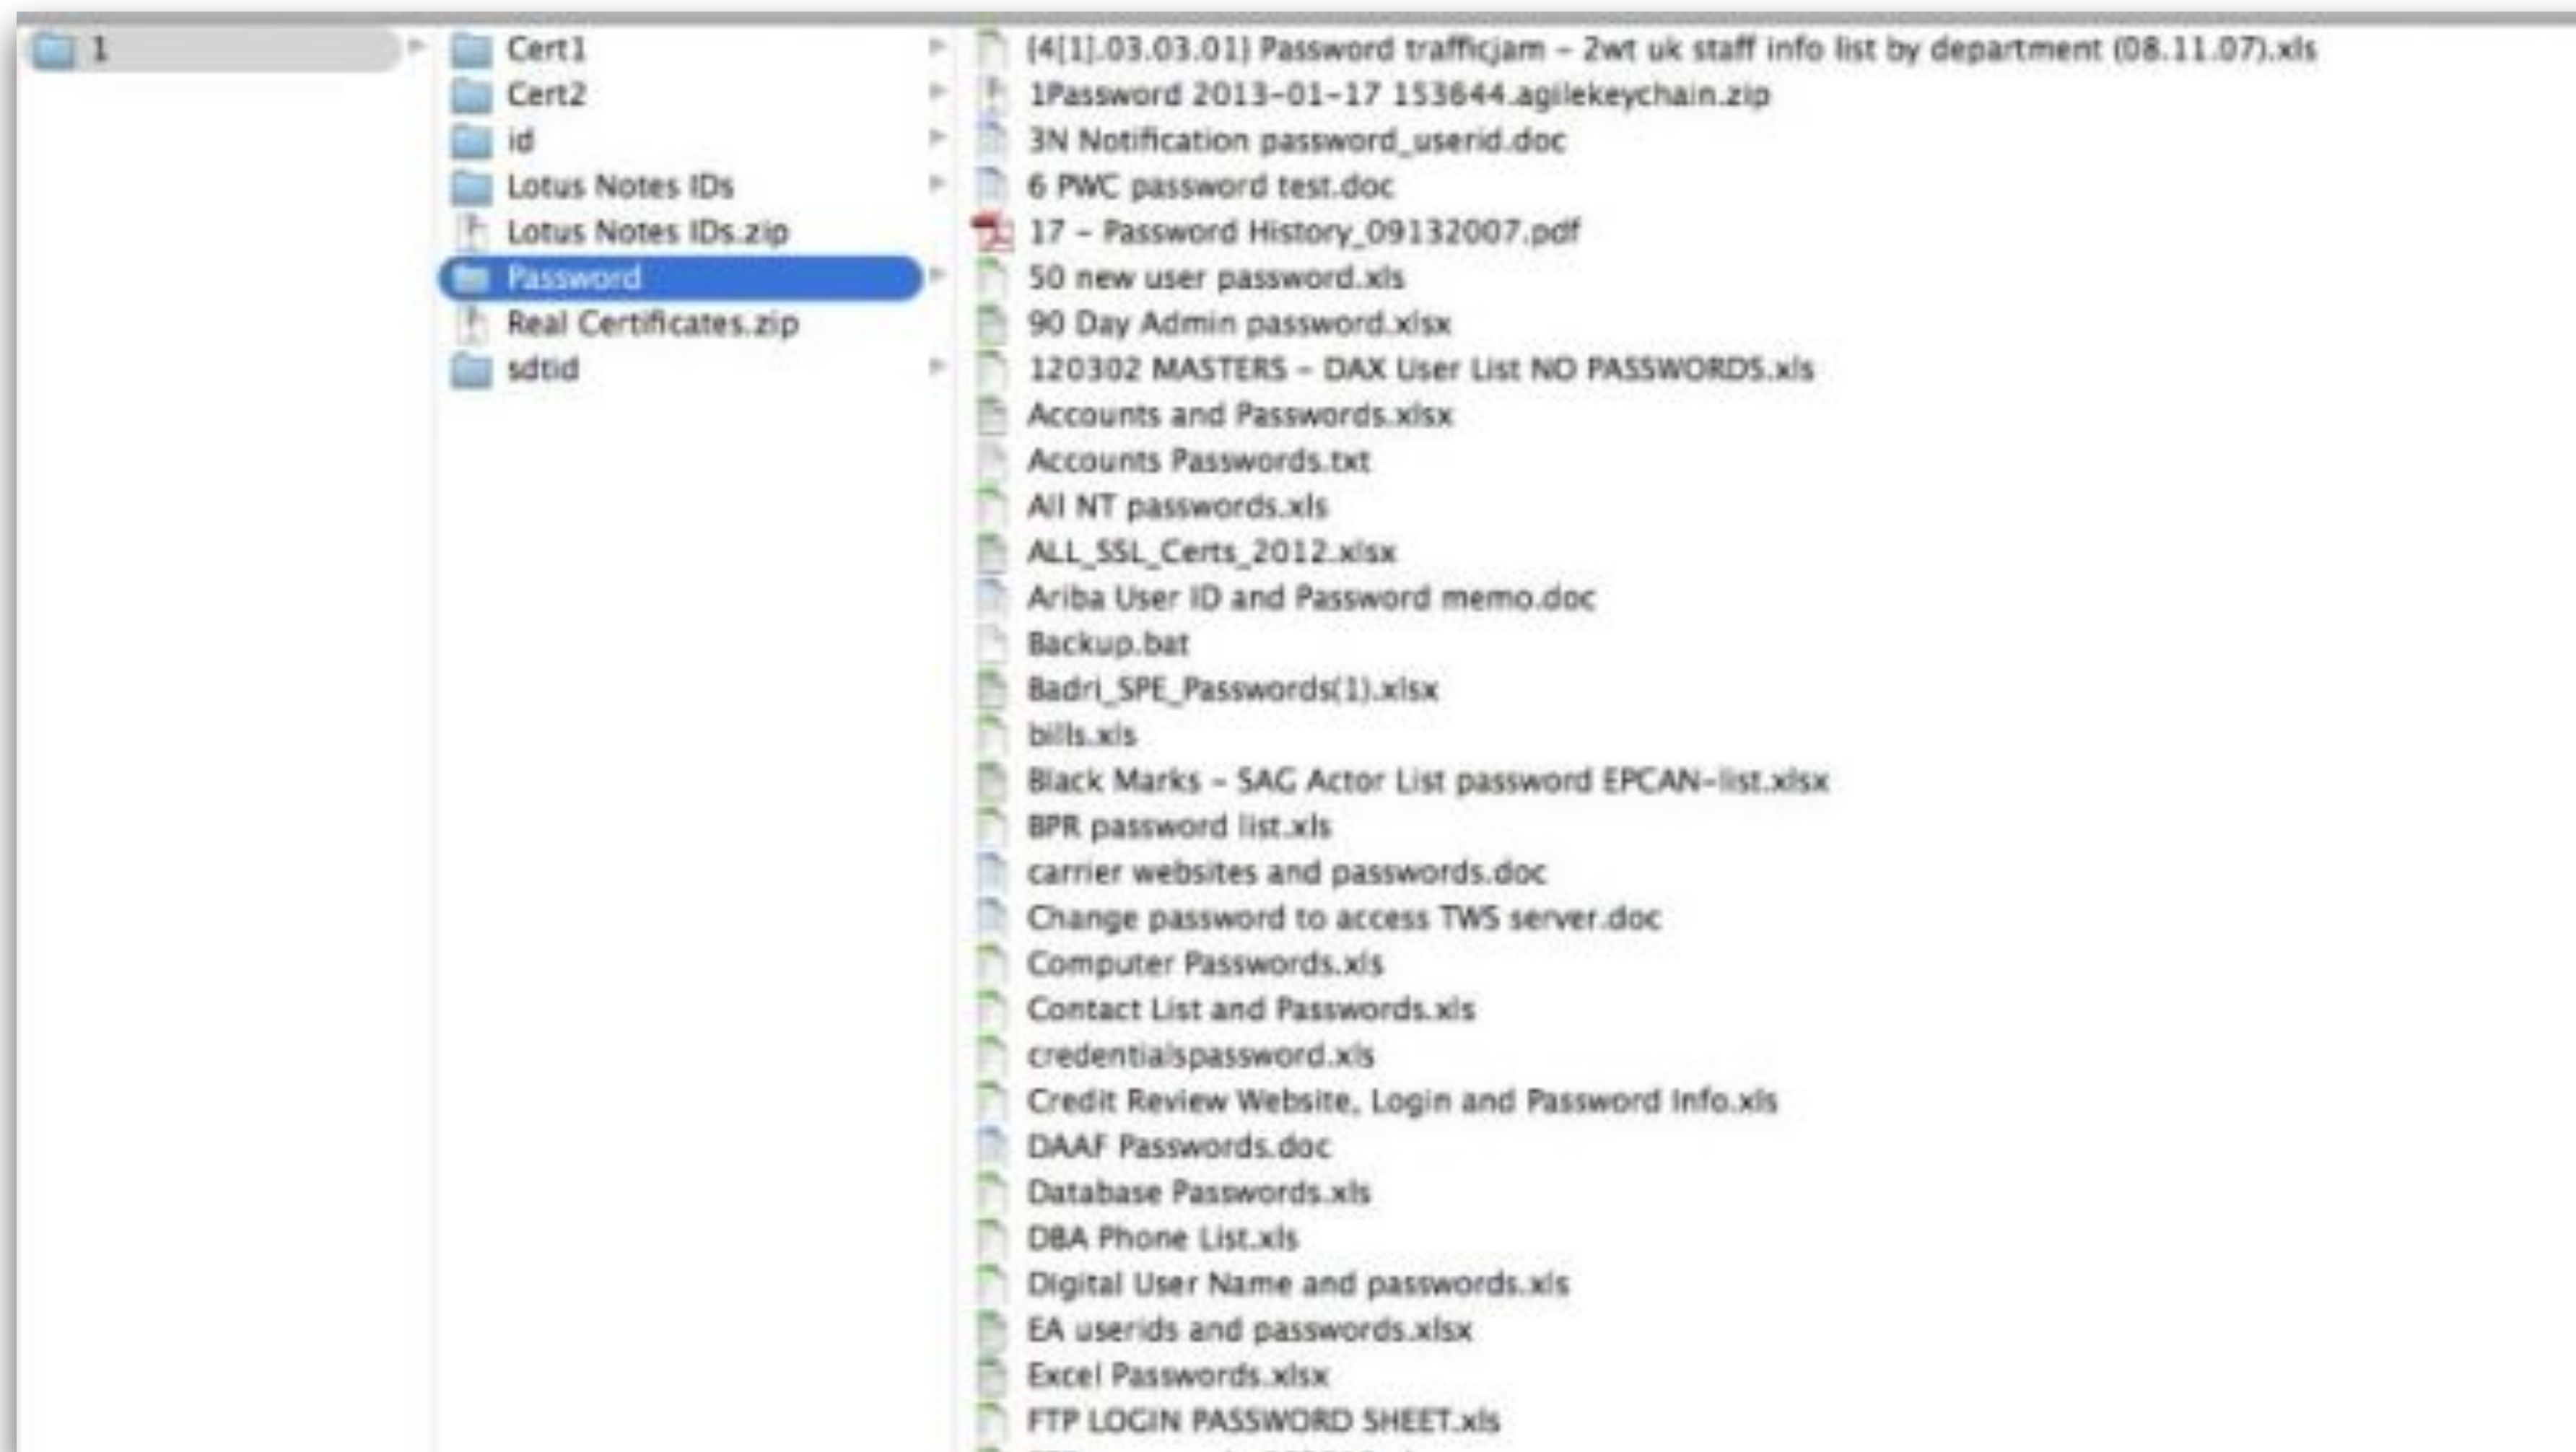 1
Cert1
Cert2
id
Lotus Notes IDs
Lotus Notes IDs.zip
Password
Real Certificates.zip
sdtid
(4[1].03.03.01) Password trafficjam – 2wt uk staff info list by department (08.11.07).xls
1Password 2013-01-17 153644.agilekeychain.zip
3N Notification password_userid.doc
6 PWC password test.doc
17 – Password History_09132007.pdf
50 new user password.xls
90 Day Admin password.xlsx
120302 MASTERS – DAX User List NO PASSWORDS.xls
Accounts and Passwords.xlsx
Accounts Passwords.txt
All NT passwords.xls
ALL_SSL_Certs_2012.xlsx
Ariba User ID and Password memo.doc
Backup.bat
Badri_SPE_Passwords(1).xlsx
bills.xls
Black Marks – SAG Actor List password EPCAN-list.xlsx
BPR password list.xls
carrier websites and passwords.doc
Change password to access TWS server.doc
Computer Passwords.xls
Contact List and Passwords.xls
credentialspassword.xls
Credit Review Website, Login and Password Info.xls
DAAF Passwords.doc
Database Passwords.xls
DBA Phone List.xls
Digital User Name and passwords.xls
EA userids and passwords.xlsx
Excel Passwords.xlsx
FTP LOGIN PASSWORD SHEET.xls